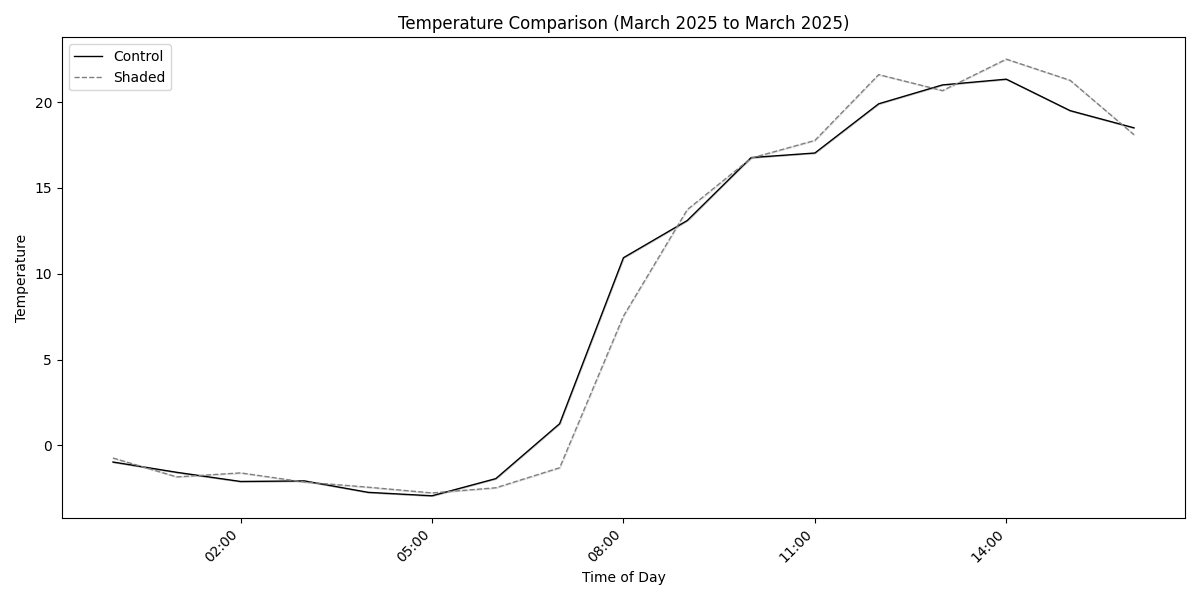 Temperature Comparison (March 2025 to March 2025)
Control
Shaded
Temperature
20
15
10
5
0
02:00
05:00
08:00
11:00
14:00
Time of Day